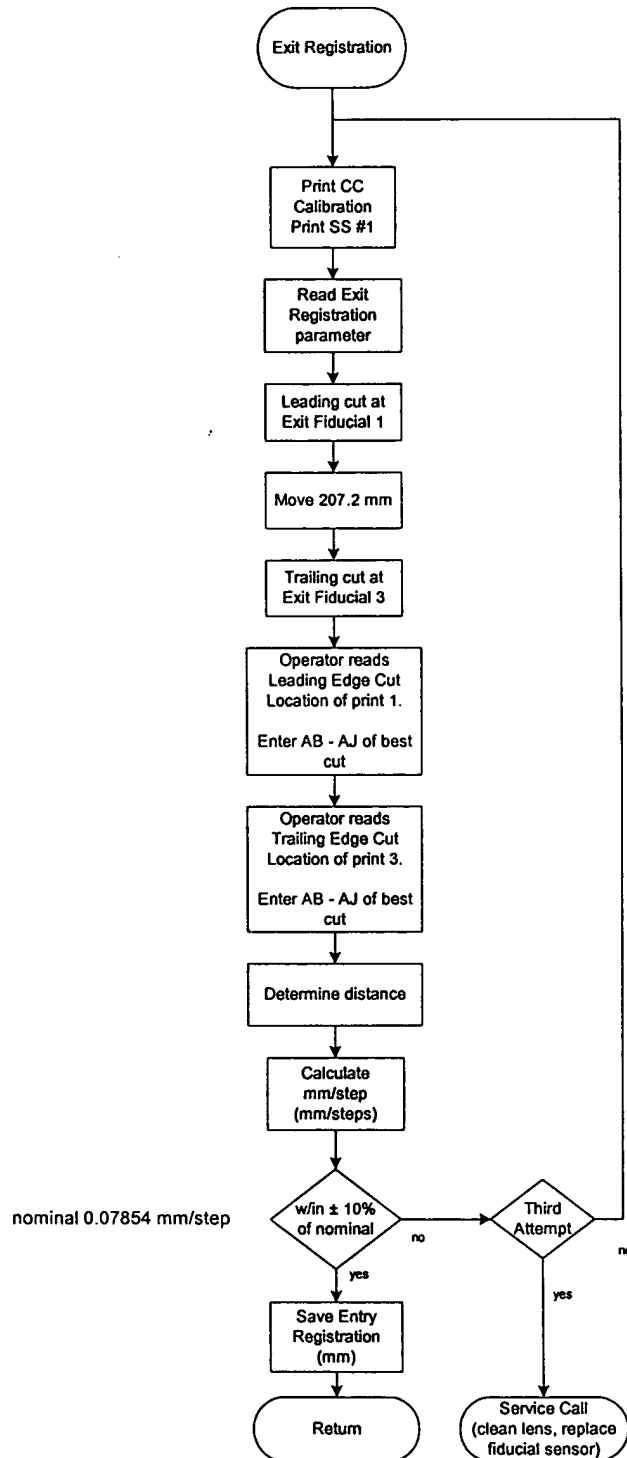 Exit Registration
Print CC
Calibration
Print SS #1
Read Exit
Registration
parameter
Leading cut at
Exit Fiducial 1
Move 207.2 mm
Trailing cut at
Exit Fiducial 3
Operator reads
Leading Edge Cut
Location of print 1.
Enter AB - AJ of best
cut
Operator reads
Trailing Edge Cut
Location of print 3.
Enter AB - AJ of best
cut
Determine distance
Calculate
mm/step
(mm/steps)
nominal 0.07854 mm/step
w/in ± 10%
of nominal
no
Third
Attempt
no
yes
yes
Save Entry
Registration
(mm)
Return
Service Call
(clean lens, replace
fiducial sensor)